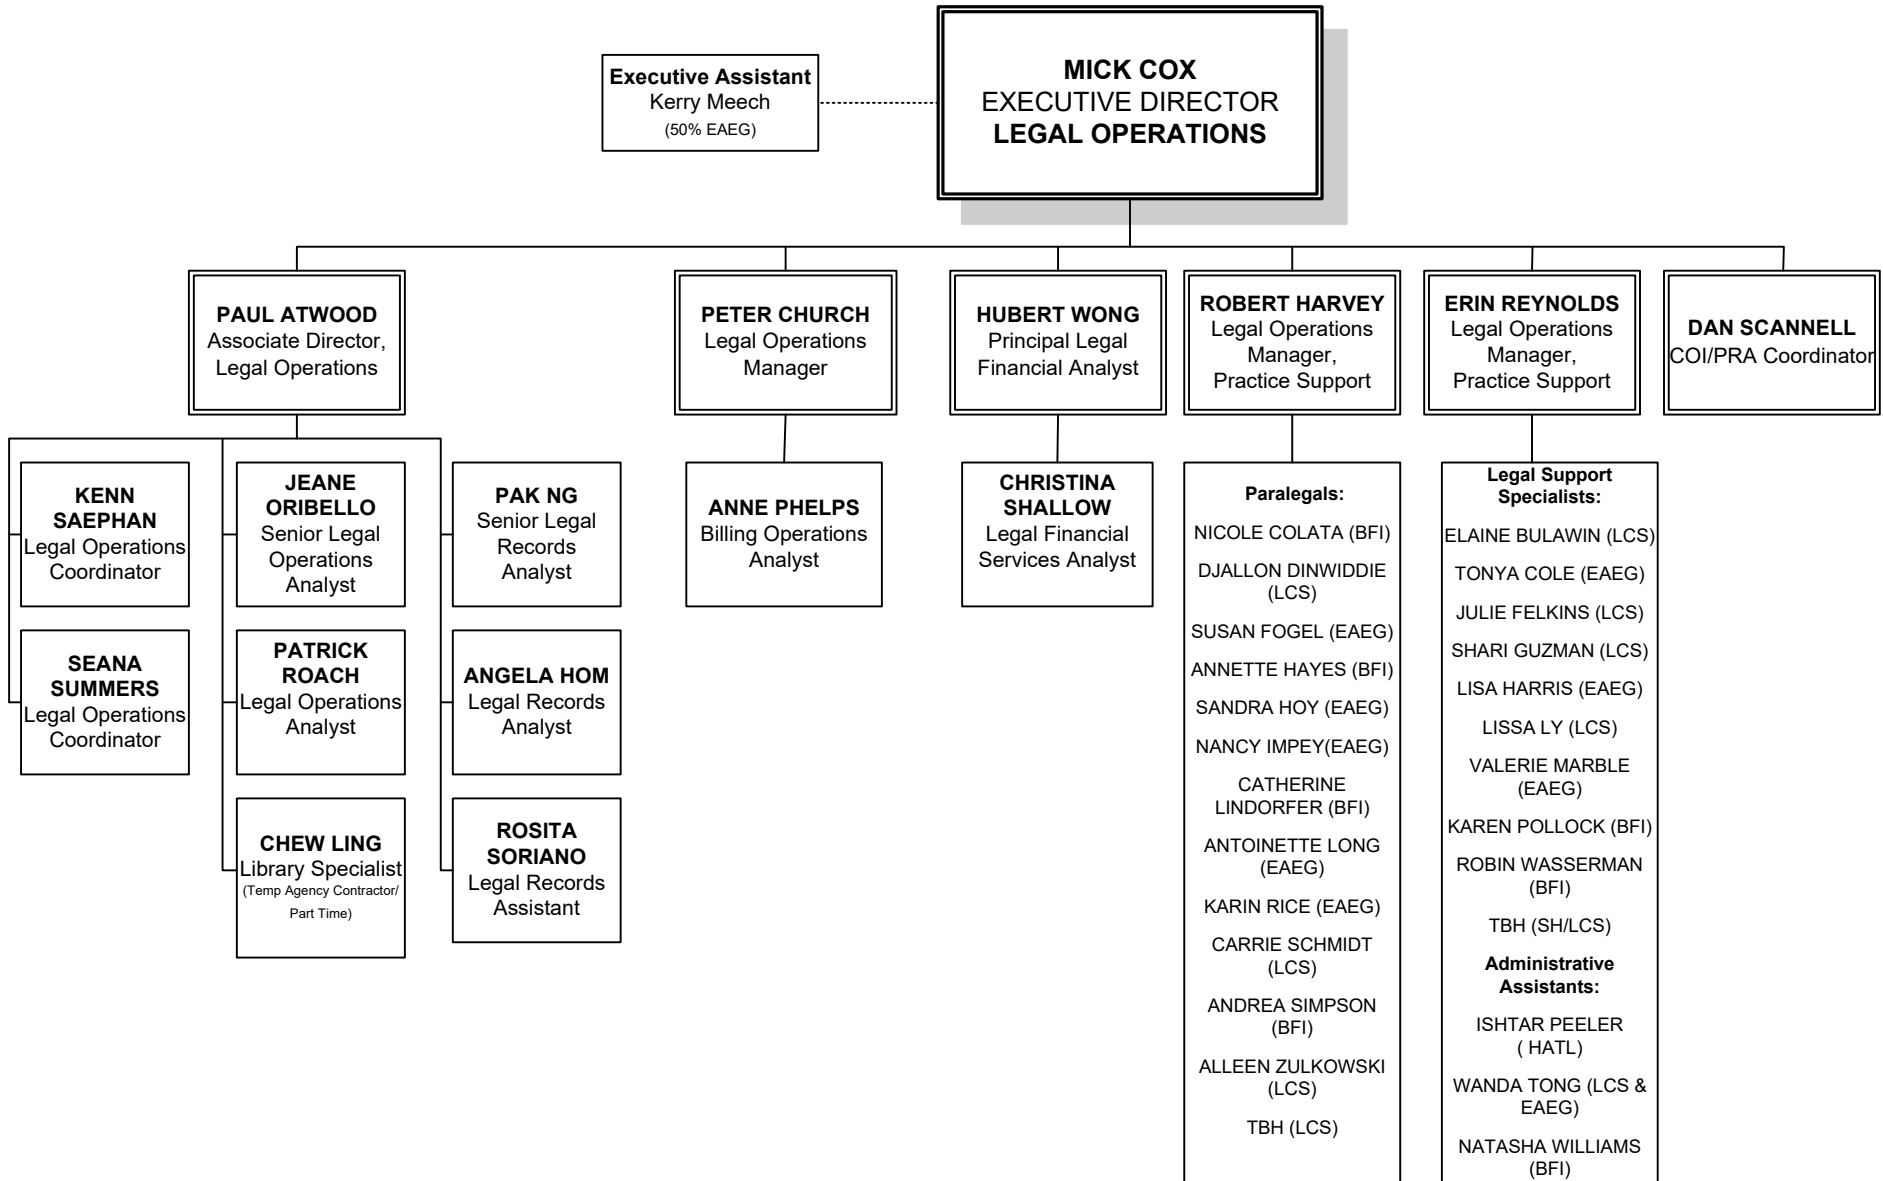 Executive Assistant
Kerry Meech
(50% EAEG)
MICK COX
EXECUTIVE DIRECTOR
LEGAL OPERATIONS
PAUL ATWOOD
Associate Director,
Legal Operations
PETER CHURCH
Legal Operations
Manager
HUBERT WONG
Principal Legal
Financial Analyst
ROBERT HARVEY
Legal Operations
Manager,
Practice Support
ERIN REYNOLDS
Legal Operations
Manager,
Practice Support
DAN SCANNELL
COI/PRA Coordinator
KENN
SAEPHAN
Legal Operations
Coordinator
SEANA
SUMMERS
Legal Operations
Coordinator
JEANE
ORIBELLO
Senior Legal
Operations
Analyst
PATRICK
ROACH
Legal Operations
Analyst
CHEW LING
Library Specialist
(Temp Agency Contractor/
Part Time)
PAK NG
Senior Legal
Records
Analyst
ANGELA HOM
Legal Records
Analyst
ROSITA
SORIANO
Legal Records
Assistant
ANNE PHELPS
Billing Operations
Analyst
CHRISTINA
SHALLOW
Legal Financial
Services Analyst
Paralegals:
NICOLE COLATA (BFI)
DJALLON DINWIDDIE
(LCS)
SUSAN FOGEL (EAEG)
ANNETTE HAYES (BFI)
SANDRA HOY (EAEG)
NANCY IMPEY(EAEG)
CATHERINE
LINDORFER (BFI)
ANTOINETTE LONG
(EAEG)
KARIN RICE (EAEG)
CARRIE SCHMIDT
(LCS)
ANDREA SIMPSON
(BFI)
ALLEEN ZULKOWSKI
(LCS)
TBH (LCS)
Legal Support
Specialists:
ELAINE BULAWIN (LCS)
TONYA COLE (EAEG)
JULIE FELKINS (LCS)
SHARI GUZMAN (LCS)
LISA HARRIS (EAEG)
LISSA LY (LCS)
VALERIE MARBLE
(EAEG)
KAREN POLLOCK (BFI)
ROBIN WASSERMAN
(BFI)
TBH (SH/LCS)
Administrative
Assistants:
ISHTAR PEELER
( HATL)
WANDA TONG (LCS &
EAEG)
NATASHA WILLIAMS
(BFI)